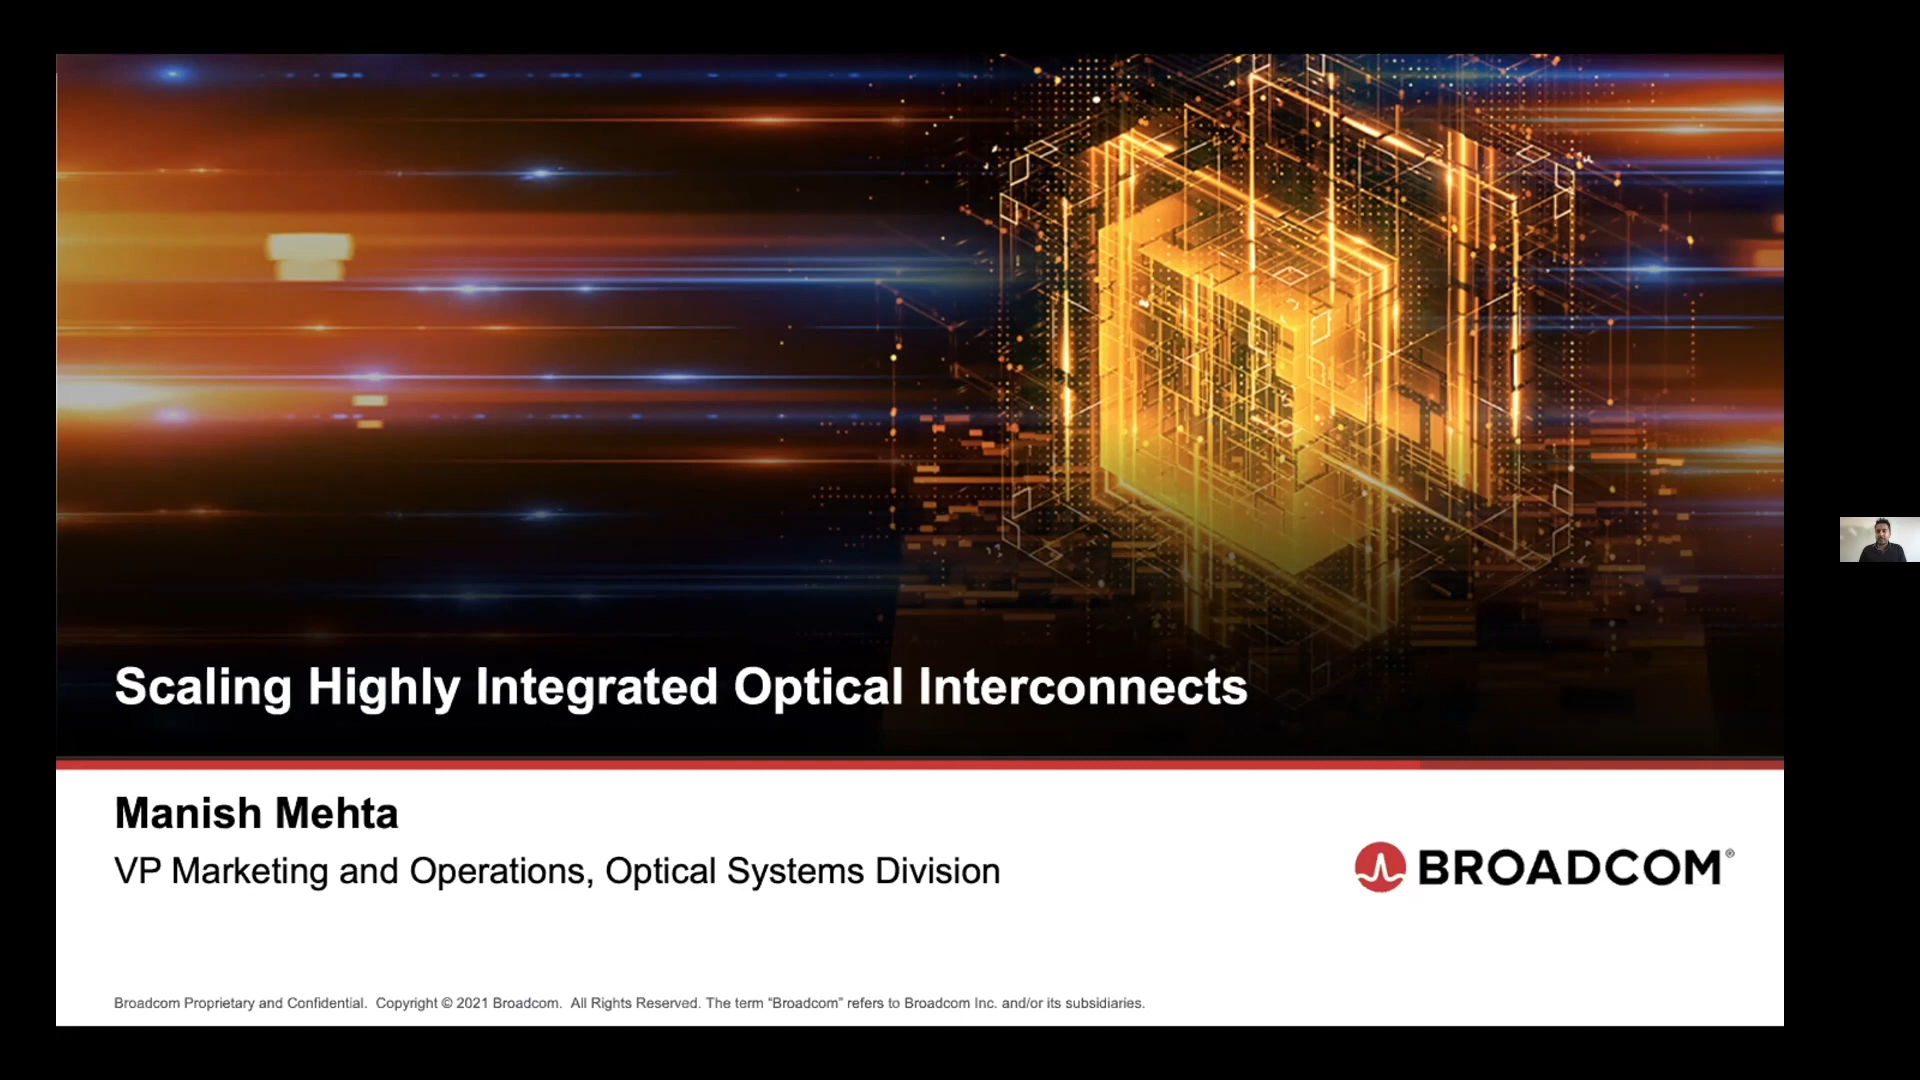 Scaling Highly Integrated Optical Interconnects
Manish Mehta
VP Marketing and Operations, Optical Systems Division
BROADCOM®
Broadcom Proprietary and Confidential.  Copyright © 2021 Broadcom.  All Rights Reserved. The term “Broadcom” refers to Broadcom Inc. and/or its subsidiaries.